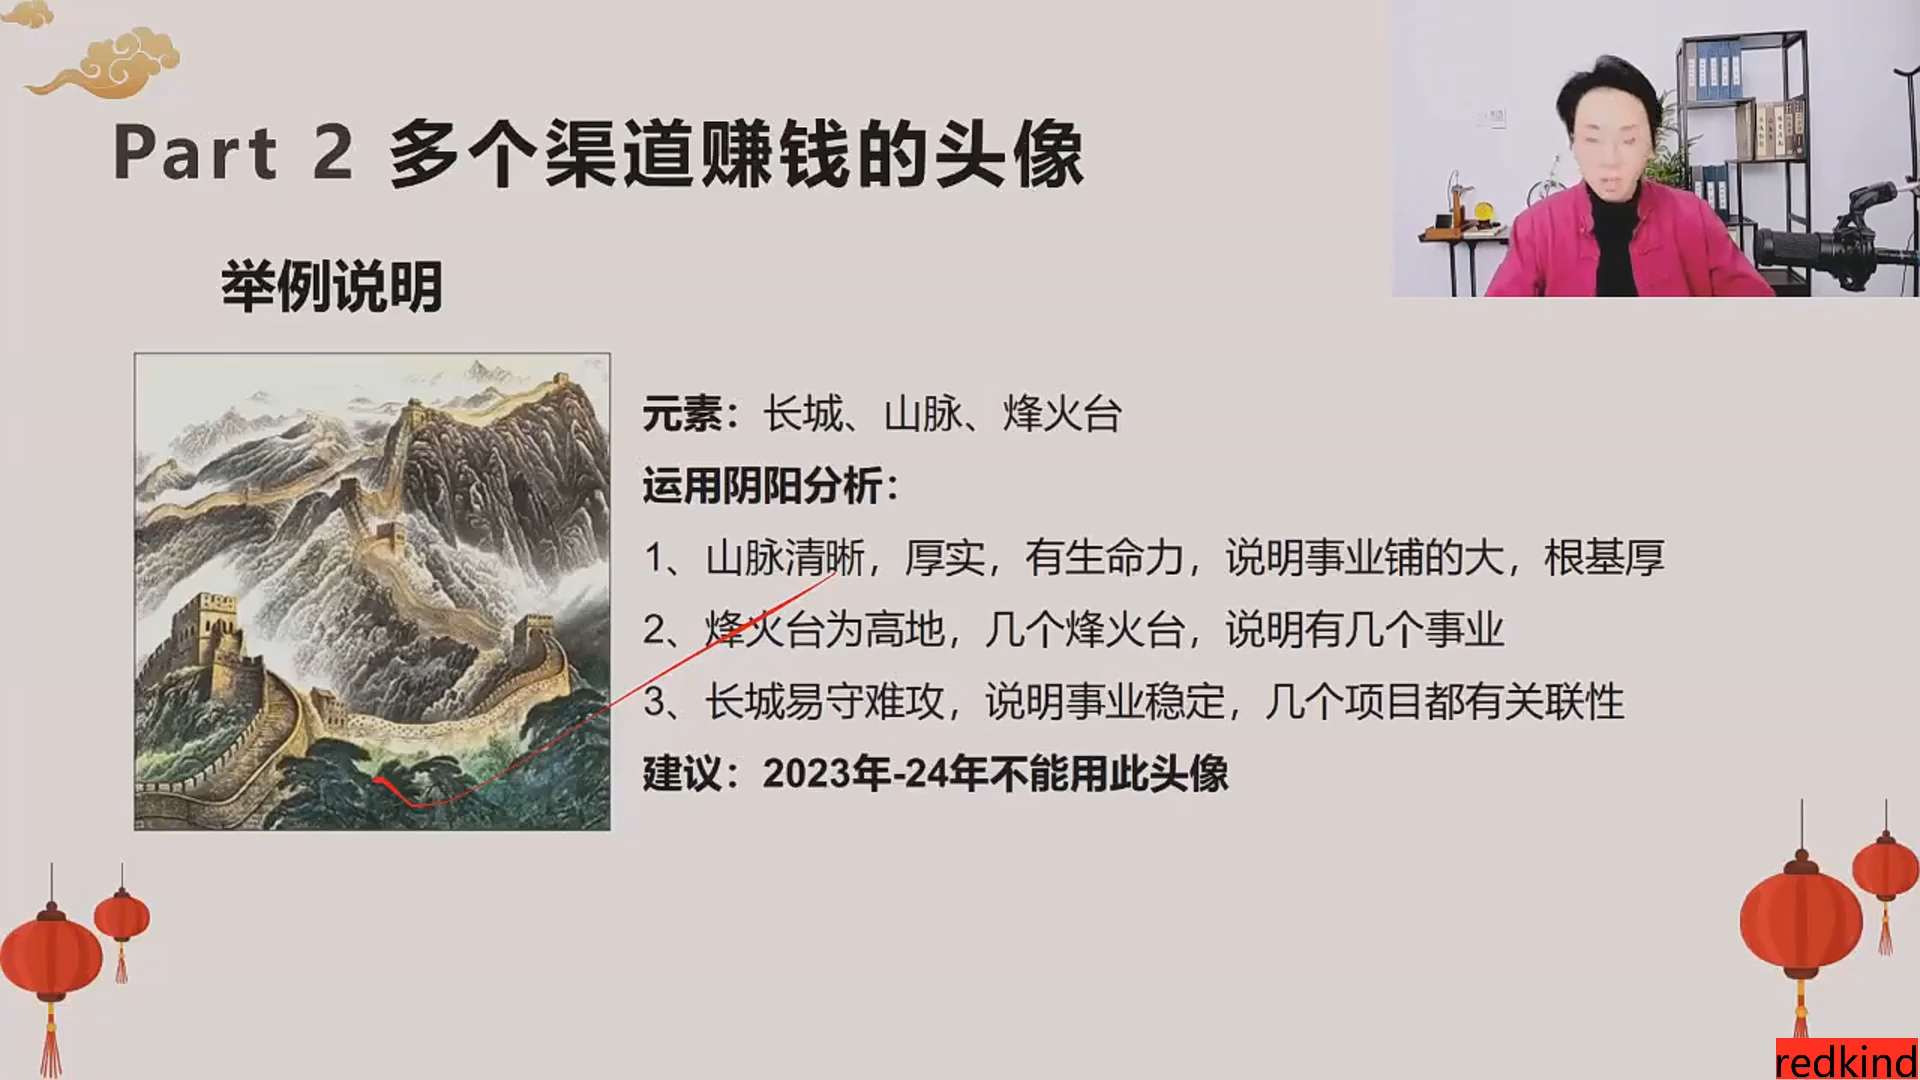 Part 2 多个渠道赚钱的头像
举例说明
元素：长城、山脉、烽火台
运用阴阳分析：
1、山脉清晰，厚实，有生命力，说明事业铺的大，根基厚
2、烽火台为高地，几个烽火台，说明有几个事业
3、长城易守难攻，说明事业稳定，几个项目都有关联性
建议：2023年-24年不能用此头像
redkind